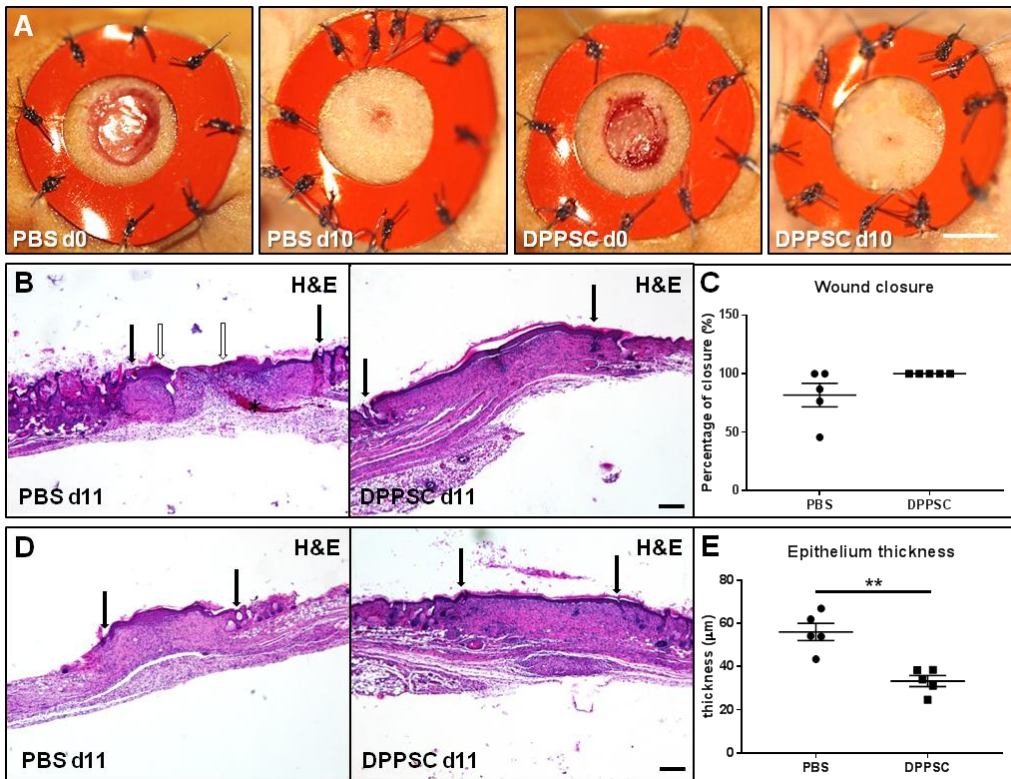 A
PBS d0
PBS d10
DPPSC d0
DPPSC d10
B
H&E
PBS d11
H&E
DPPSC d11
*
C
Wound closure
Percentage of closure (%)
150
100
50
0
PBS
DPPSC
D
H&E
PBS d11
H&E
DPPSC d11
E
Epithelium thickness
**
thickness (µm)
80
60
40
20
0
PBS
DPPSC